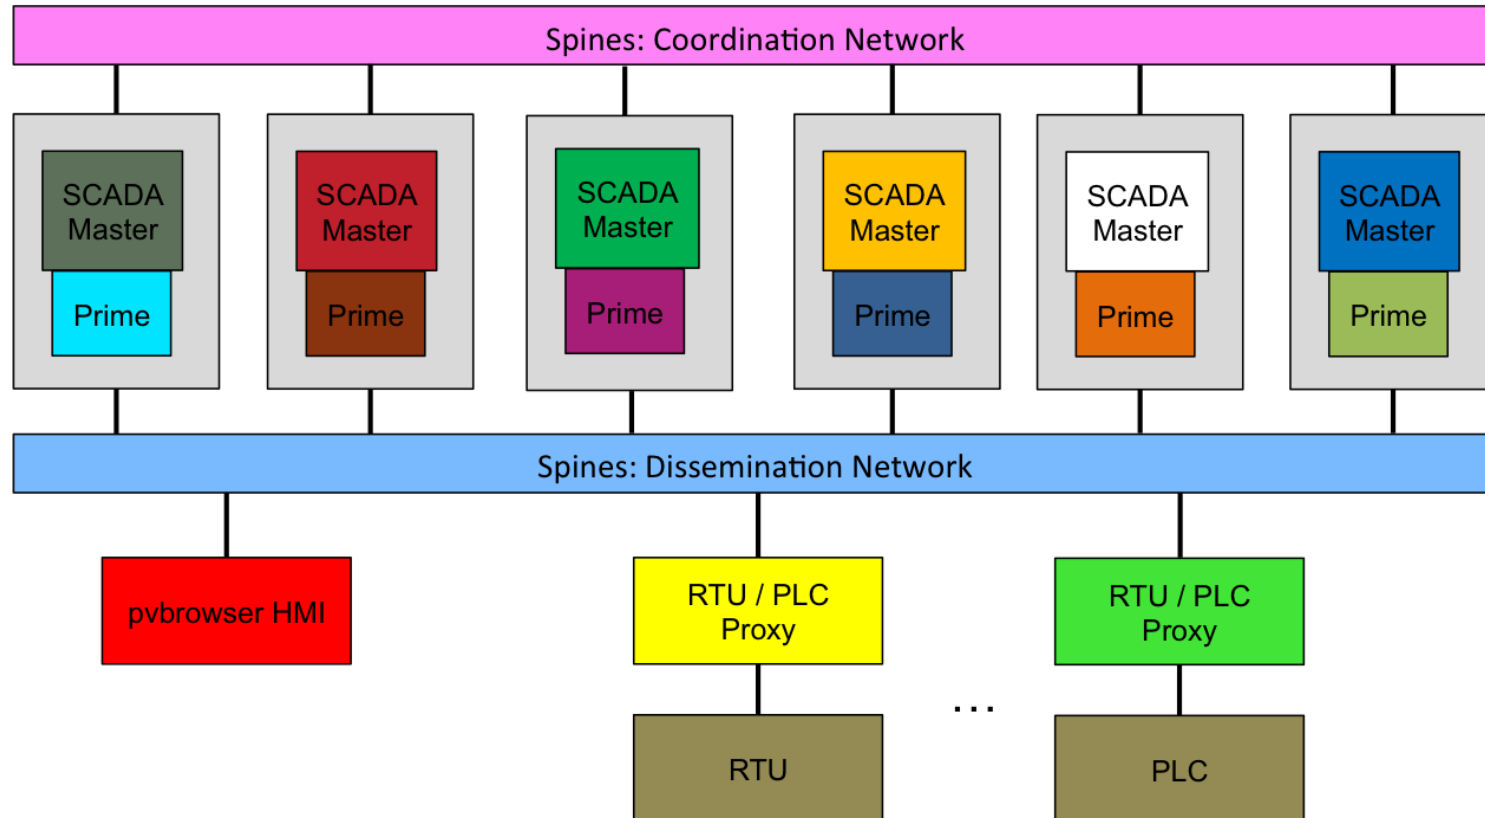 Spines: Coordination Network
SCADA
Master
Prime
SCADA
Master
Prime
SCADA
Master
Prime
SCADA
Master
Prime
SCADA
Master
Prime
SCADA
Master
Prime
Spines: Dissemination Network
pvbrowser HMI
RTU / PLC
Proxy
RTU / PLC
Proxy
...
RTU
PLC